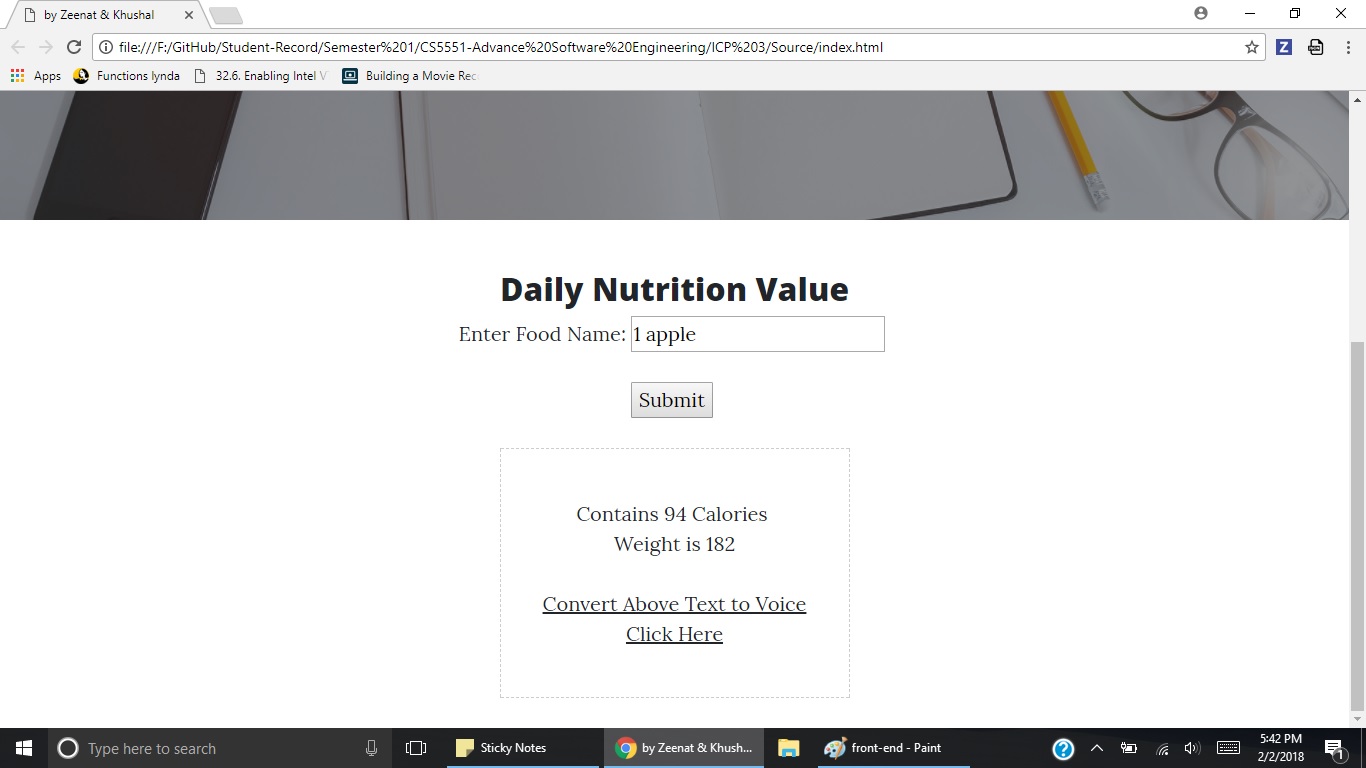 by Zeenat & Khushal
file:///F:/GitHub/Student-Record/Semester%201/CS5551-Advance%20Software%20Engineering/ICP%203/Source/index.html
Apps
Functions lynda
32.6. Enabling Intel V
Building a Movie Rec
Daily Nutrition Value
Enter Food Name: 1 apple
Submit
Contains 94 Calories
Weight is 182
Convert Above Text to Voice
Click Here
Type here to search
Sticky Notes
by Zeenat & Khush...
front-end - Paint
5:42 PM
2/2/2018
1